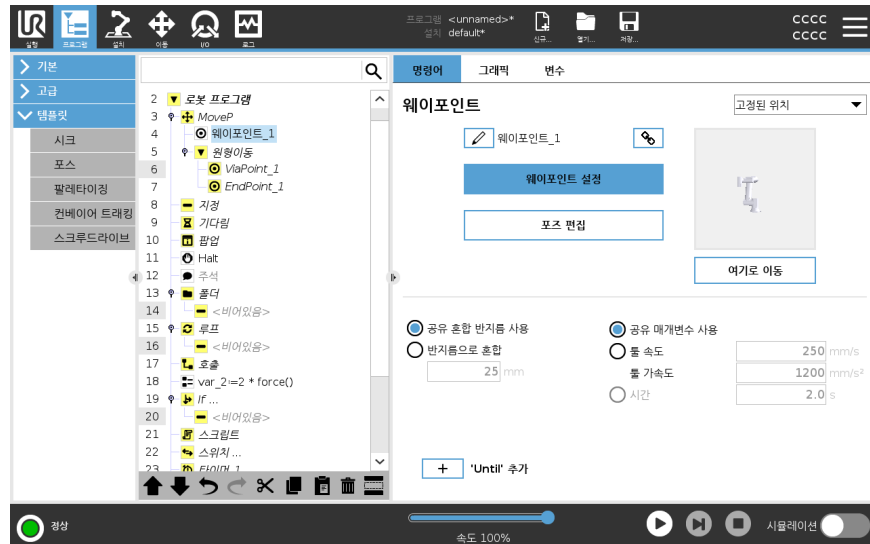 UR
실행
프로그램
설치
이동
I/O
로그
프로그램 <unnamed>*
설치 default*
신규...
열기...
저장...
cccc
cccc
기본
고급
템플릿
시크
포스
팔레타이징
컨베이어 트래킹
스크루드라이브
2 로봇 프로그램
3 MoveP
4 웨이포인트_1
5 원형이동
6 ViaPoint_1
7 EndPoint_1
8 지정
9 기다림
10 팝업
11 Halt
12 주석
13 폴더
14 <비어있음>
15 루프
16 <비어있음>
17 호출
18 var_2≔2 * force()
19 If ...
20 <비어있음>
21 스크립트
22 스위치 ...
23 타이머_1
명령어 그래픽 변수
웨이포인트
고정된 위치
웨이포인트_1
웨이포인트 설정
포즈 편집
여기로 이동
공유 혼합 반지름 사용
반지름으로 혼합
25 mm
공유 매개변수 사용
툴 속도 250 mm/s
툴 가속도 1200 mm/s²
시간 2.0 s
+ 'Until' 추가
정상
속도 100%
시뮬레이션